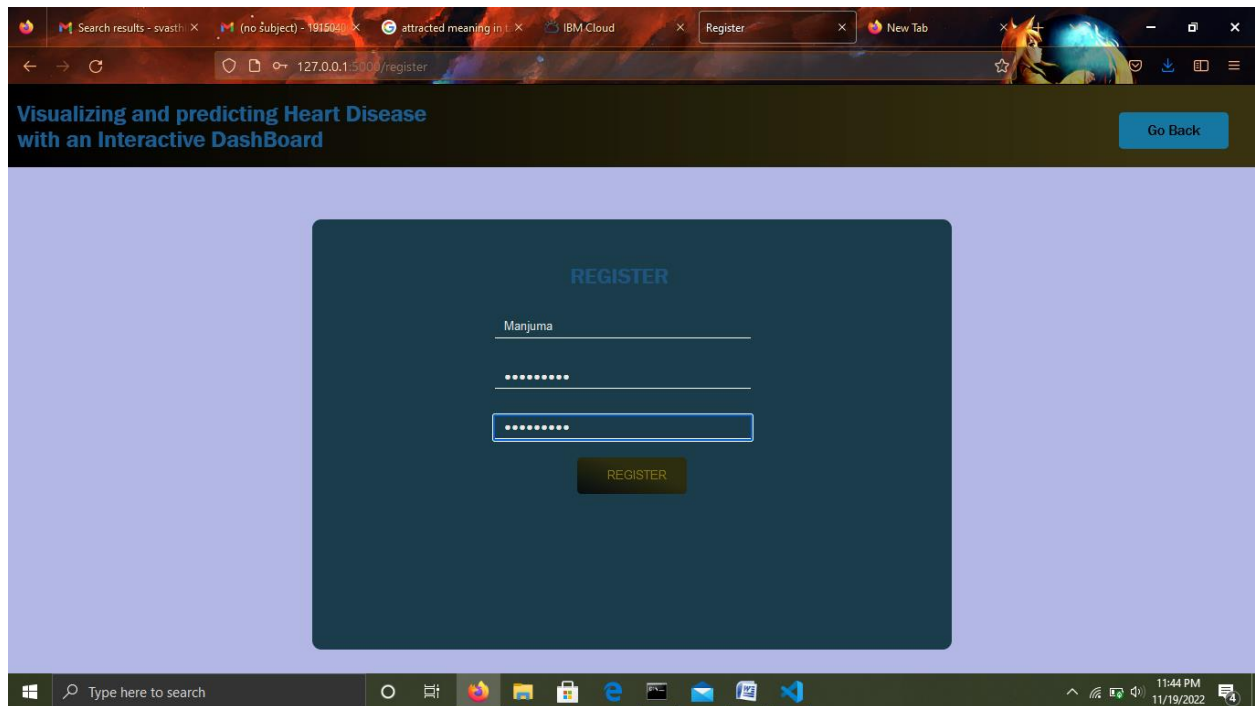 Search results - svasth
(no subject) - 1915040
attracted meaning in t
IBM Cloud
Register
New Tab
127.0.0.1:5000/register
Visualizing and predicting Heart Disease
with an Interactive DashBoard
Go Back
REGISTER
Manjuma
•••••••••
•••••••••
REGISTER
Type here to search
11:44 PM
11/19/2022
4